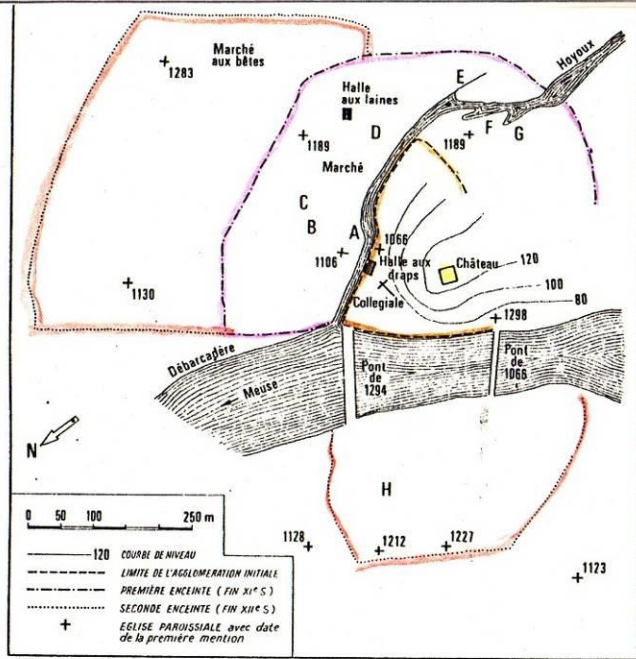 Marché
aux bêtes
1283
Halle
aux laines
E
Hoyoux
D
F
G
1189
1189
Marché
C
B
A
1066
1106
Halle aux
draps
Château
120
100
80
Collegiale
1130
1298
Débarcadère
Meuse
Pont
de
1294
Pont
de
1066
N
H
0 50 100 250 m
1128
1212
1227
1123
120 COURBE DE NIVEAU
LIMITE DE L'AGGLOMERATION INITIALE
PREMIÈRE ENCEINTE (FIN XIe S)
SECONDE ENCEINTE (FIN XIIe S)
+ EGLISE PAROISSIALE avec date
de la première mention